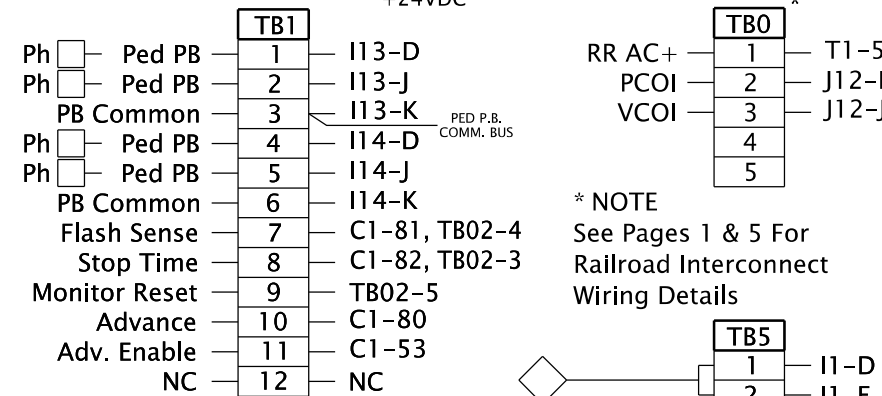 +24VDC
TB1
Ph Ped PB 1 I13-D
Ph Ped PB 2 I13-J
PB Common 3 I13-K
PED P.B.
COMM. BUS
Ph Ped PB 4 I14-D
Ph Ped PB 5 I14-J
PB Common 6 I14-K
Flash Sense 7 C1-81, TB02-4
Stop Time 8 C1-82, TB02-3
Monitor Reset 9 TB02-5
Advance 10 C1-80
Adv. Enable 11 C1-53
NC 12 NC
*
TB0
RR AC+ 1 T1-5
PCOI 2 J12-
VCOI 3 J12-J
4
5
* NOTE
See Pages 1 & 5 For
Railroad Interconnect
Wiring Details
TB5
1 I1-D
2 I1-